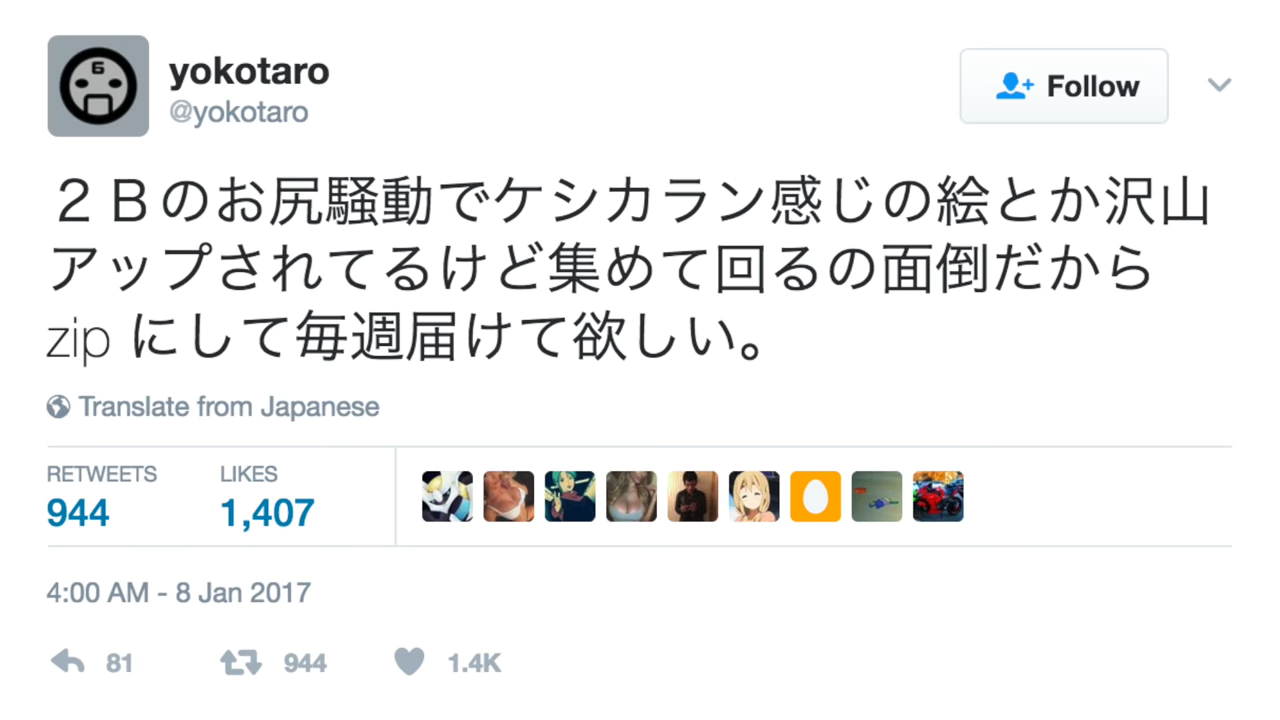 yokotaro
@yokotaro
Follow
２Ｂのお尻騒動でケシカラン感じの絵とか沢山
アップされてるけど集めて回るの面倒だから
zip にして毎週届けて欲しい。
Translate from Japanese
RETWEETS LIKES
944 1,407
4:00 AM - 8 Jan 2017
81 944 1.4K